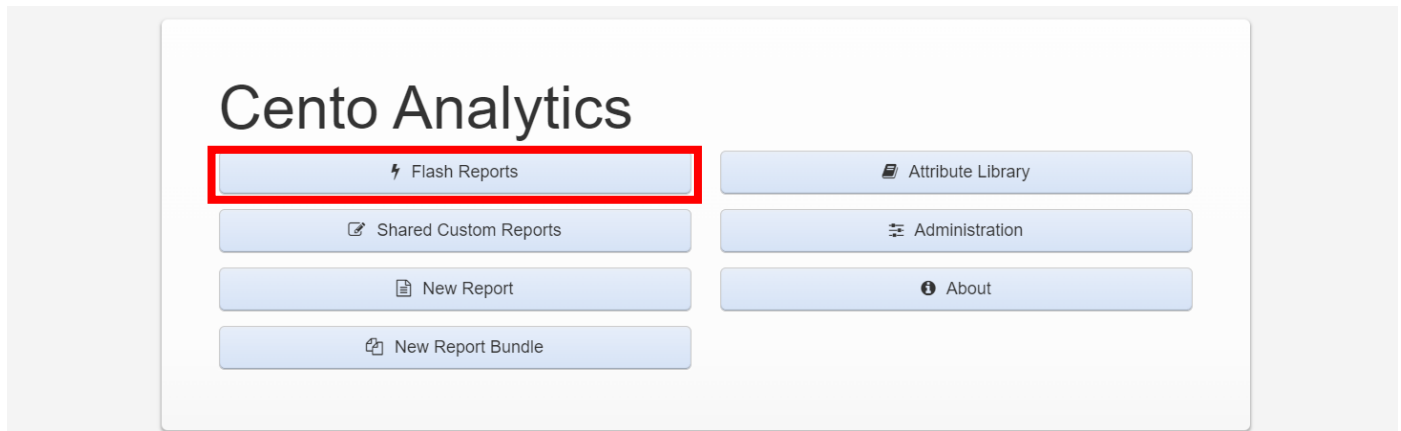 Cento Analytics
Flash Reports
Attribute Library
Shared Custom Reports
Administration
New Report
About
New Report Bundle